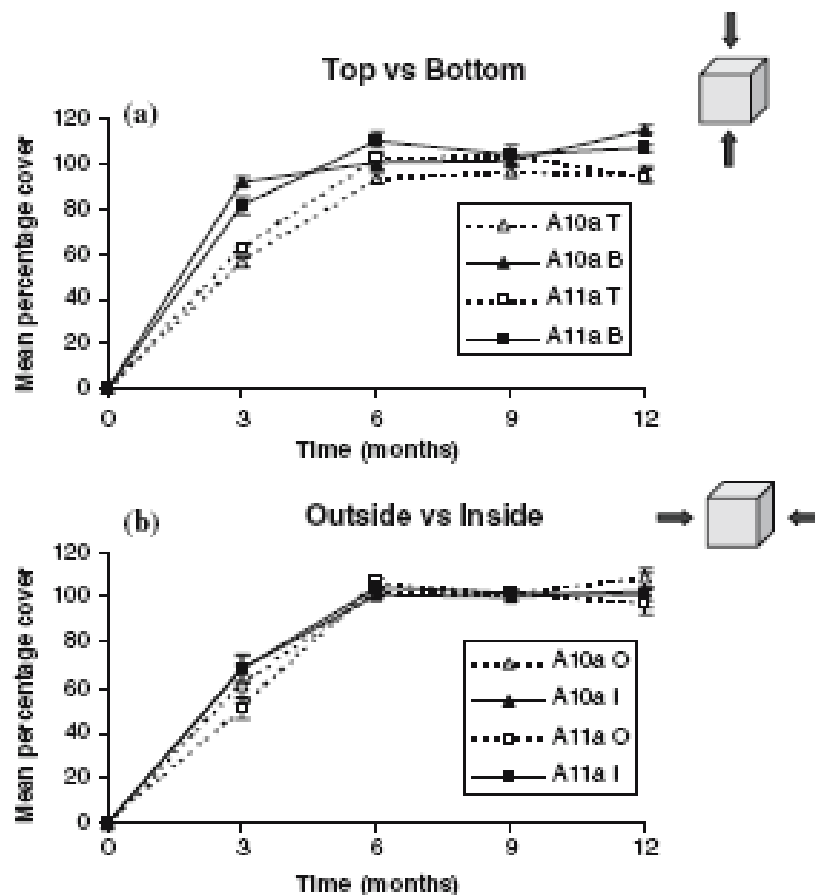 Top vs Bottom
(a)
Mean percentage cover
120
100
80
60
40
20
0
A10a T
A10a B
A11a T
A11a B
0 3 6 9 12
Time (months)
Outside vs Inside
(b)
Mean percentage cover
120
100
80
60
40
20
0
A10a O
A10a I
A11a O
A11a I
0 3 6 9 12
Time (months)